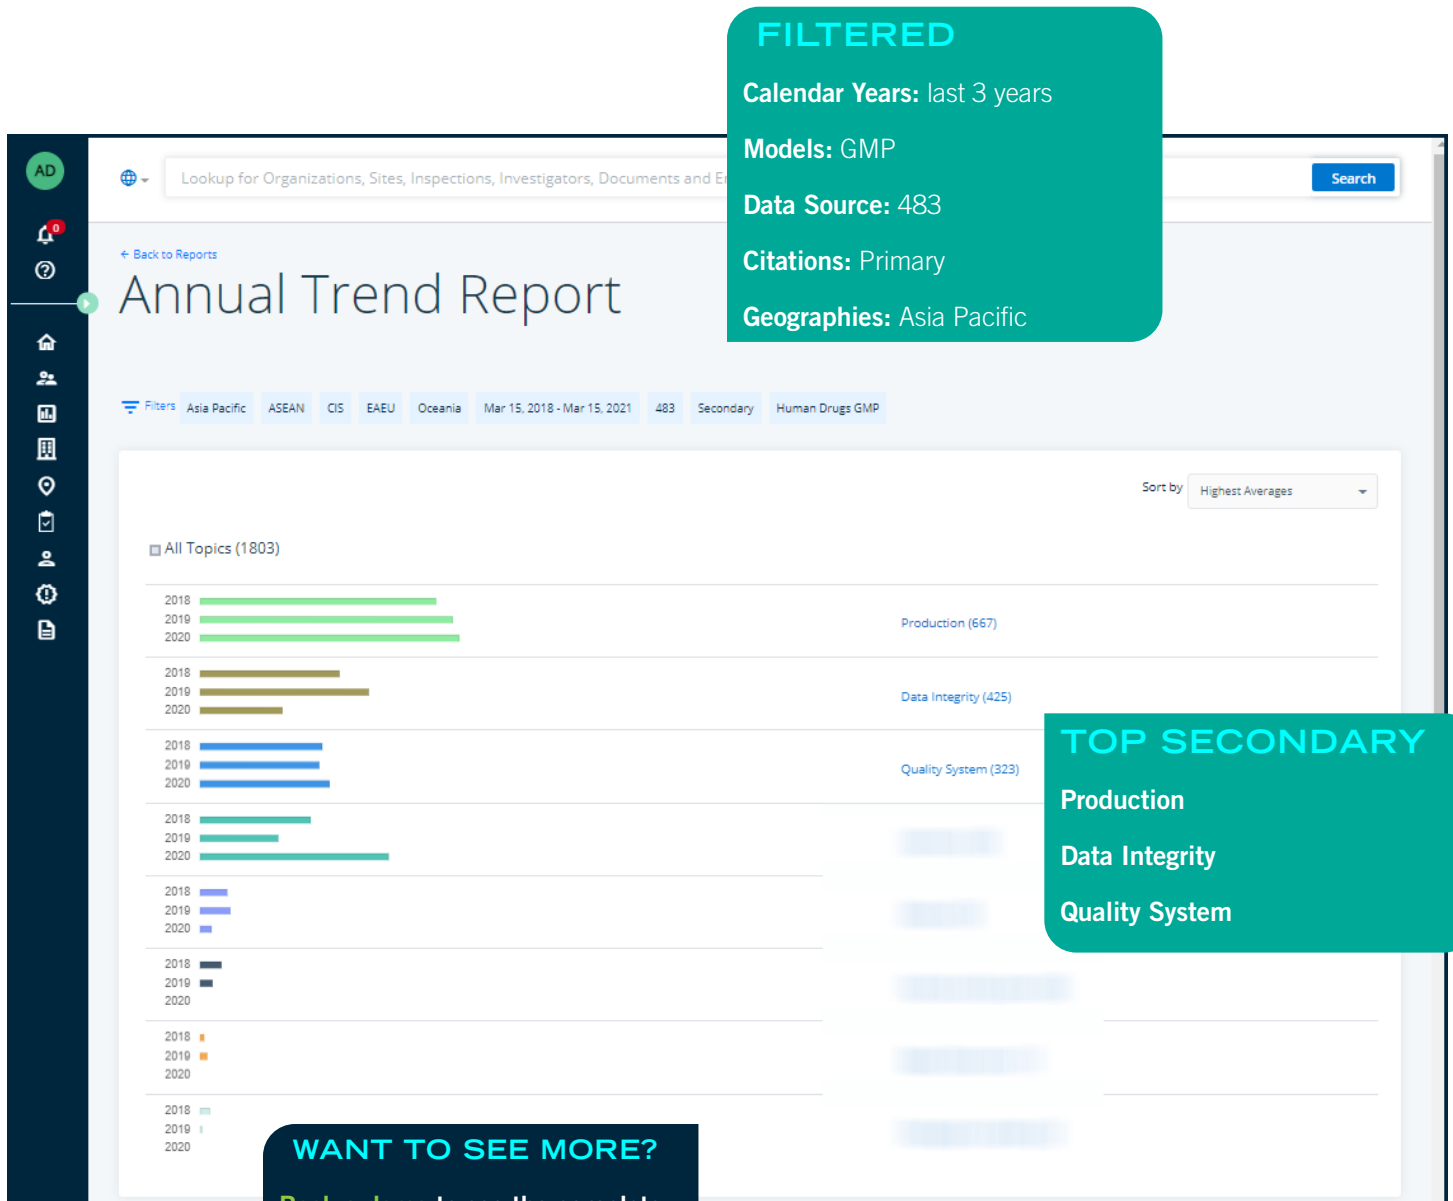 FILTERED
Calendar Years: last 3 years
Models: GMP
Data Source: 483
Citations: Primary
Geographies: Asia Pacific
AD
0
Lookup for Organizations, Sites, Inspections, Investigators, Documents and
Search
← Back to Reports
Annual Trend Report
Filters Asia Pacific ASEAN CIS EAEU Oceania Mar 15, 2018 - Mar 15, 2021 483 Secondary Human Drugs GMP
Sort by Highest Averages
All Topics (1803)
2018
2019
2020
Production (667)
2018
2019
2020
Data Integrity (425)
2018
2019
2020
Quality System (323)
2018
2019
2020
2018
2019
2020
2018
2019
2020
2018
2019
2020
2018
2019
2020
TOP SECONDARY
Production
Data Integrity
Quality System
WANT TO SEE MORE?